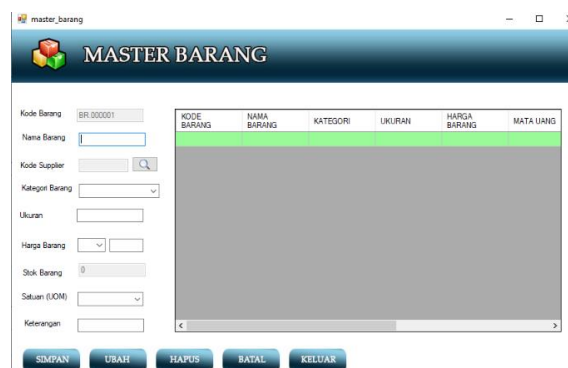 master_barang
MASTER BARANG
Kode Barang BR.000001
Nama Barang
Kode Supplier
Kategori Barang
Ukuran
Harga Barang
Stok Barang 0
Satuan (UOM)
Keterangan
KODE BARANG NAMA BARANG KATEGORI UKURAN HARGA BARANG MATA UANG
SIMPAN UBAH HAPUS BATAL KELUAR